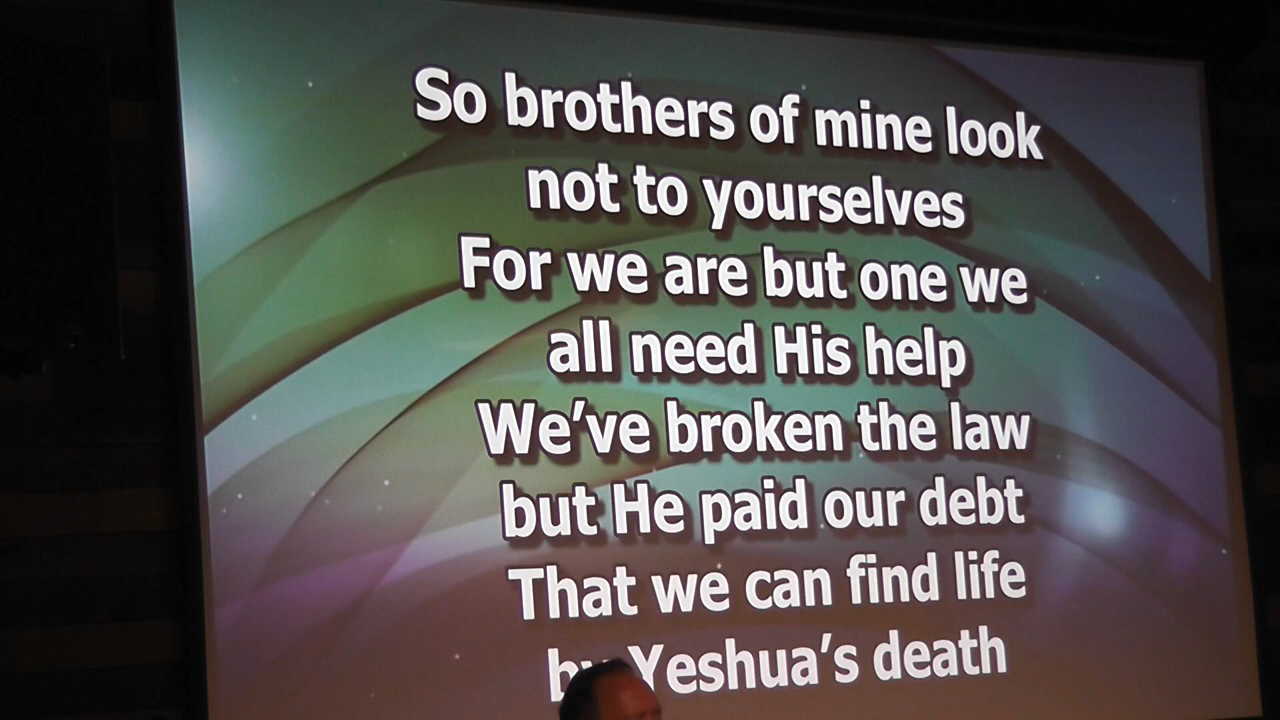 So brothers of mine look
not to yourselves
For we are but one we
all need His help
We've broken the law
but He paid our debt
That we can find life
by Yeshua's death